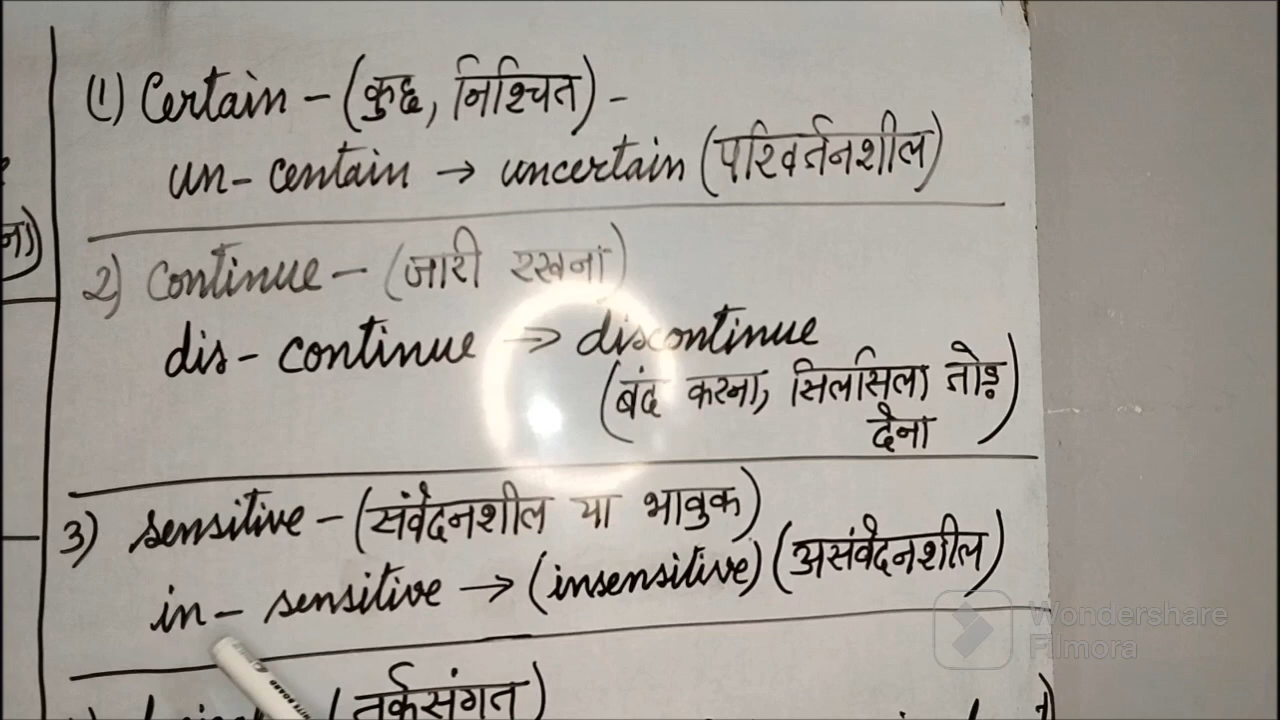 (1) Certain - (कुछ, निश्चित) -
un- centain → uncertain (परिवर्तनशील)
ना)
2) Continue - (जारी रखना)
dis- continue → discontinue
(बंद करना, सिलसिला तोड़
देना
3) sensitive - (संवेदनशील या भावुक)
in- sensitive → (insensitive) (असंवेदनशील)
Wondershare
Filmora
(तर्कसंगत)